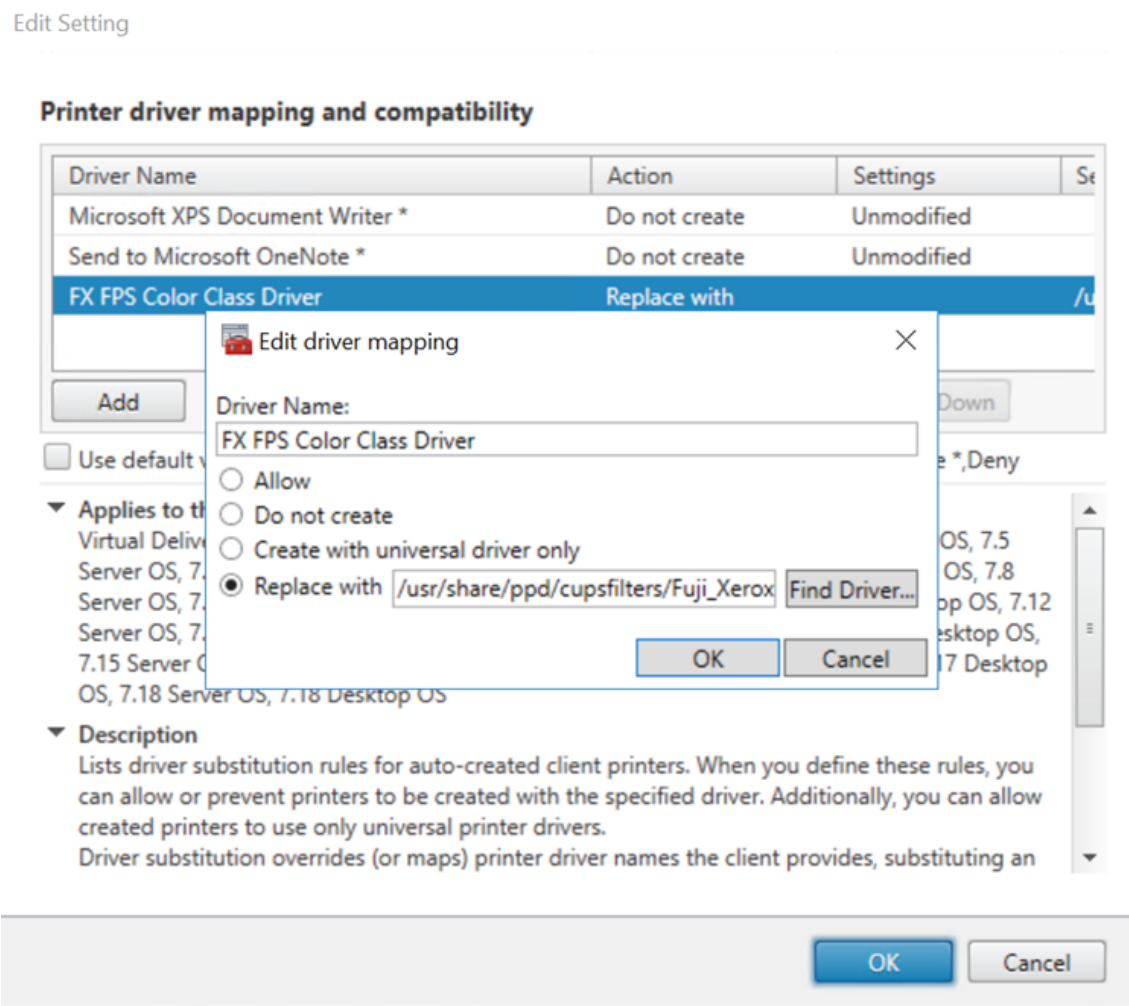 Edit Setting
Printer driver mapping and compatibility
Driver Name Action Settings Se
Microsoft XPS Document Writer * Do not create Unmodified
Send to Microsoft OneNote * Do not create Unmodified
FX FPS Color Class Driver Replace with /u
Edit driver mapping
Driver Name:
FX FPS Color Class Driver
Allow
Do not create
Create with universal driver only
Replace with /usr/share/ppd/cupsfilters/Fuji_Xerox Find Driver...
OK Cancel
Add Down
Use default v e *,Deny
Applies to th
Virtual Delive OS, 7.5
Server OS, 7. OS, 7.8
Server OS, 7. op OS, 7.12
Server OS, 7. esktop OS,
7.15 Server O 17 Desktop
OS, 7.18 Server OS, 7.18 Desktop OS
Description
Lists driver substitution rules for auto-created client printers. When you define these rules, you
can allow or prevent printers to be created with the specified driver. Additionally, you can allow
created printers to use only universal printer drivers.
Driver substitution overrides (or maps) printer driver names the client provides, substituting an
OK Cancel